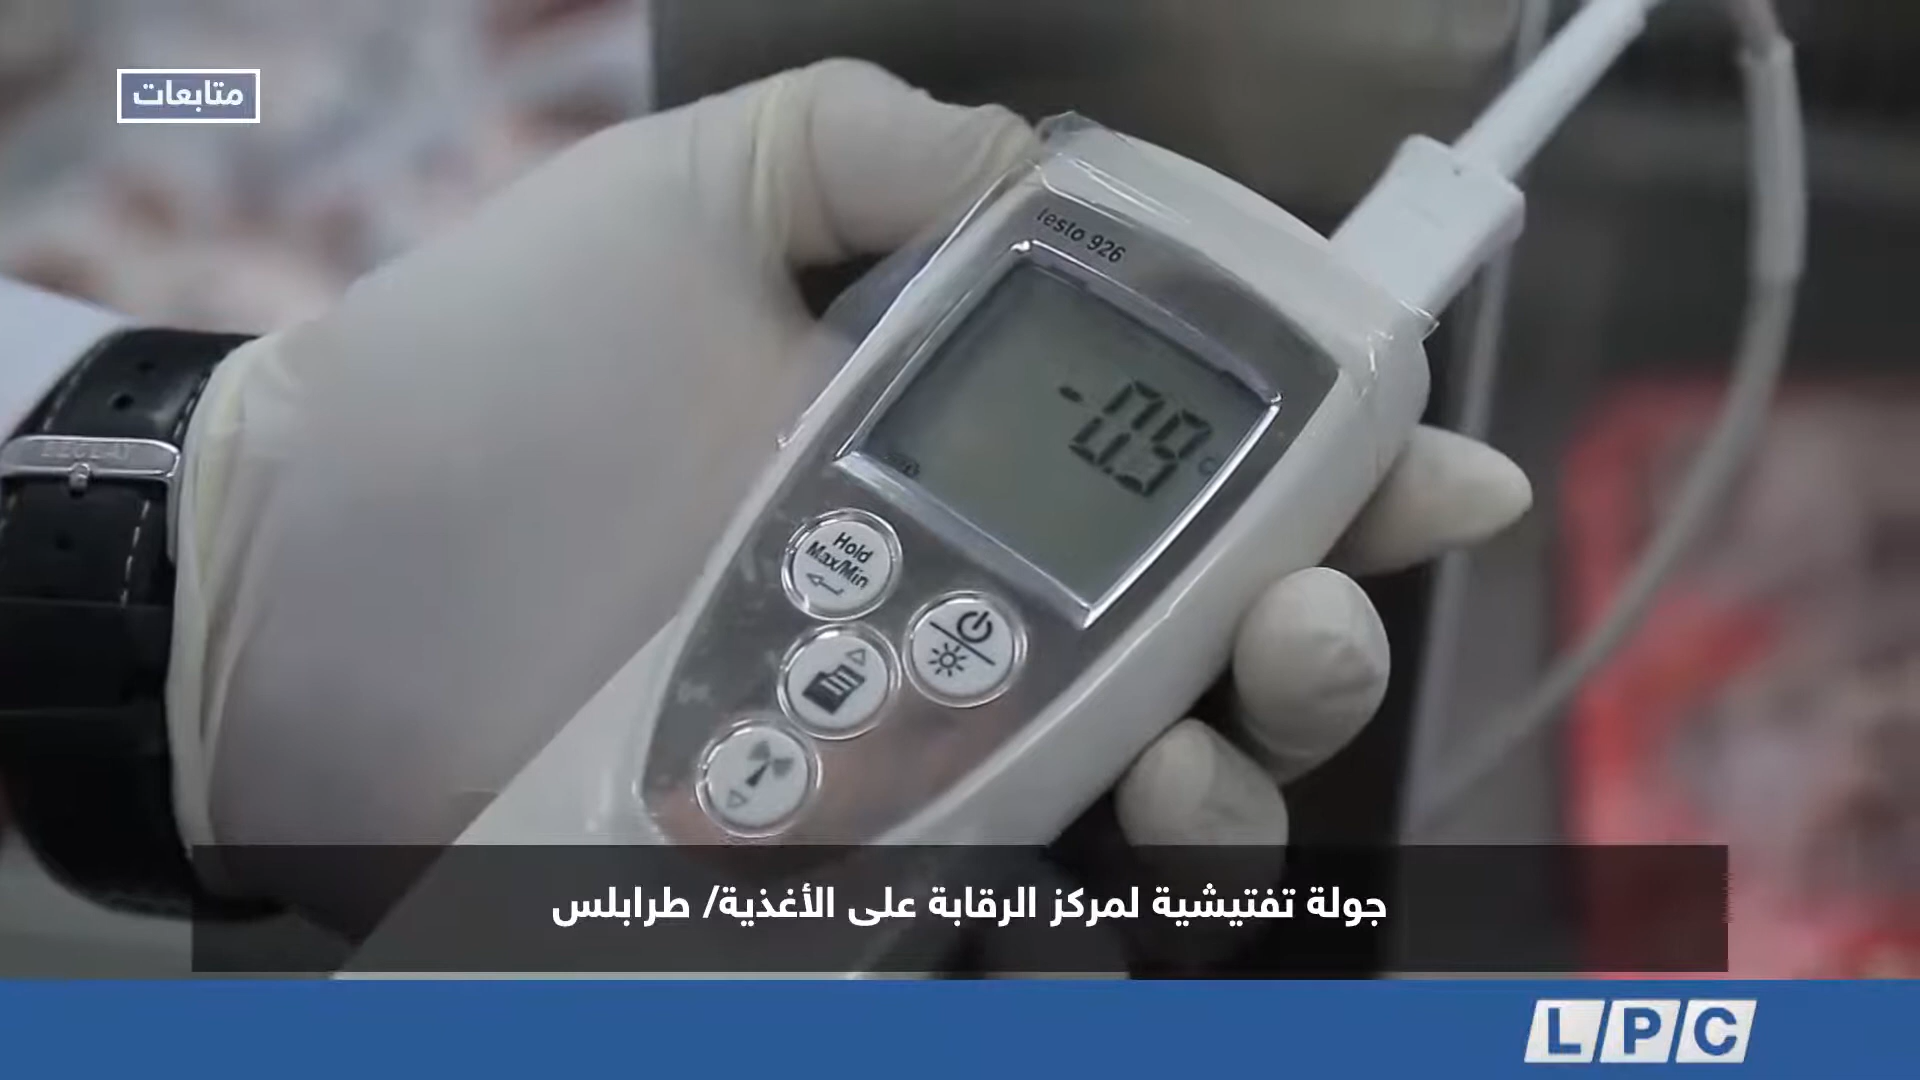 متابعات
testo 926
-0.9
Hold
Max/Min
جولة تفتيشية لمركز الرقابة على الأغذية/ طرابلس
LPC